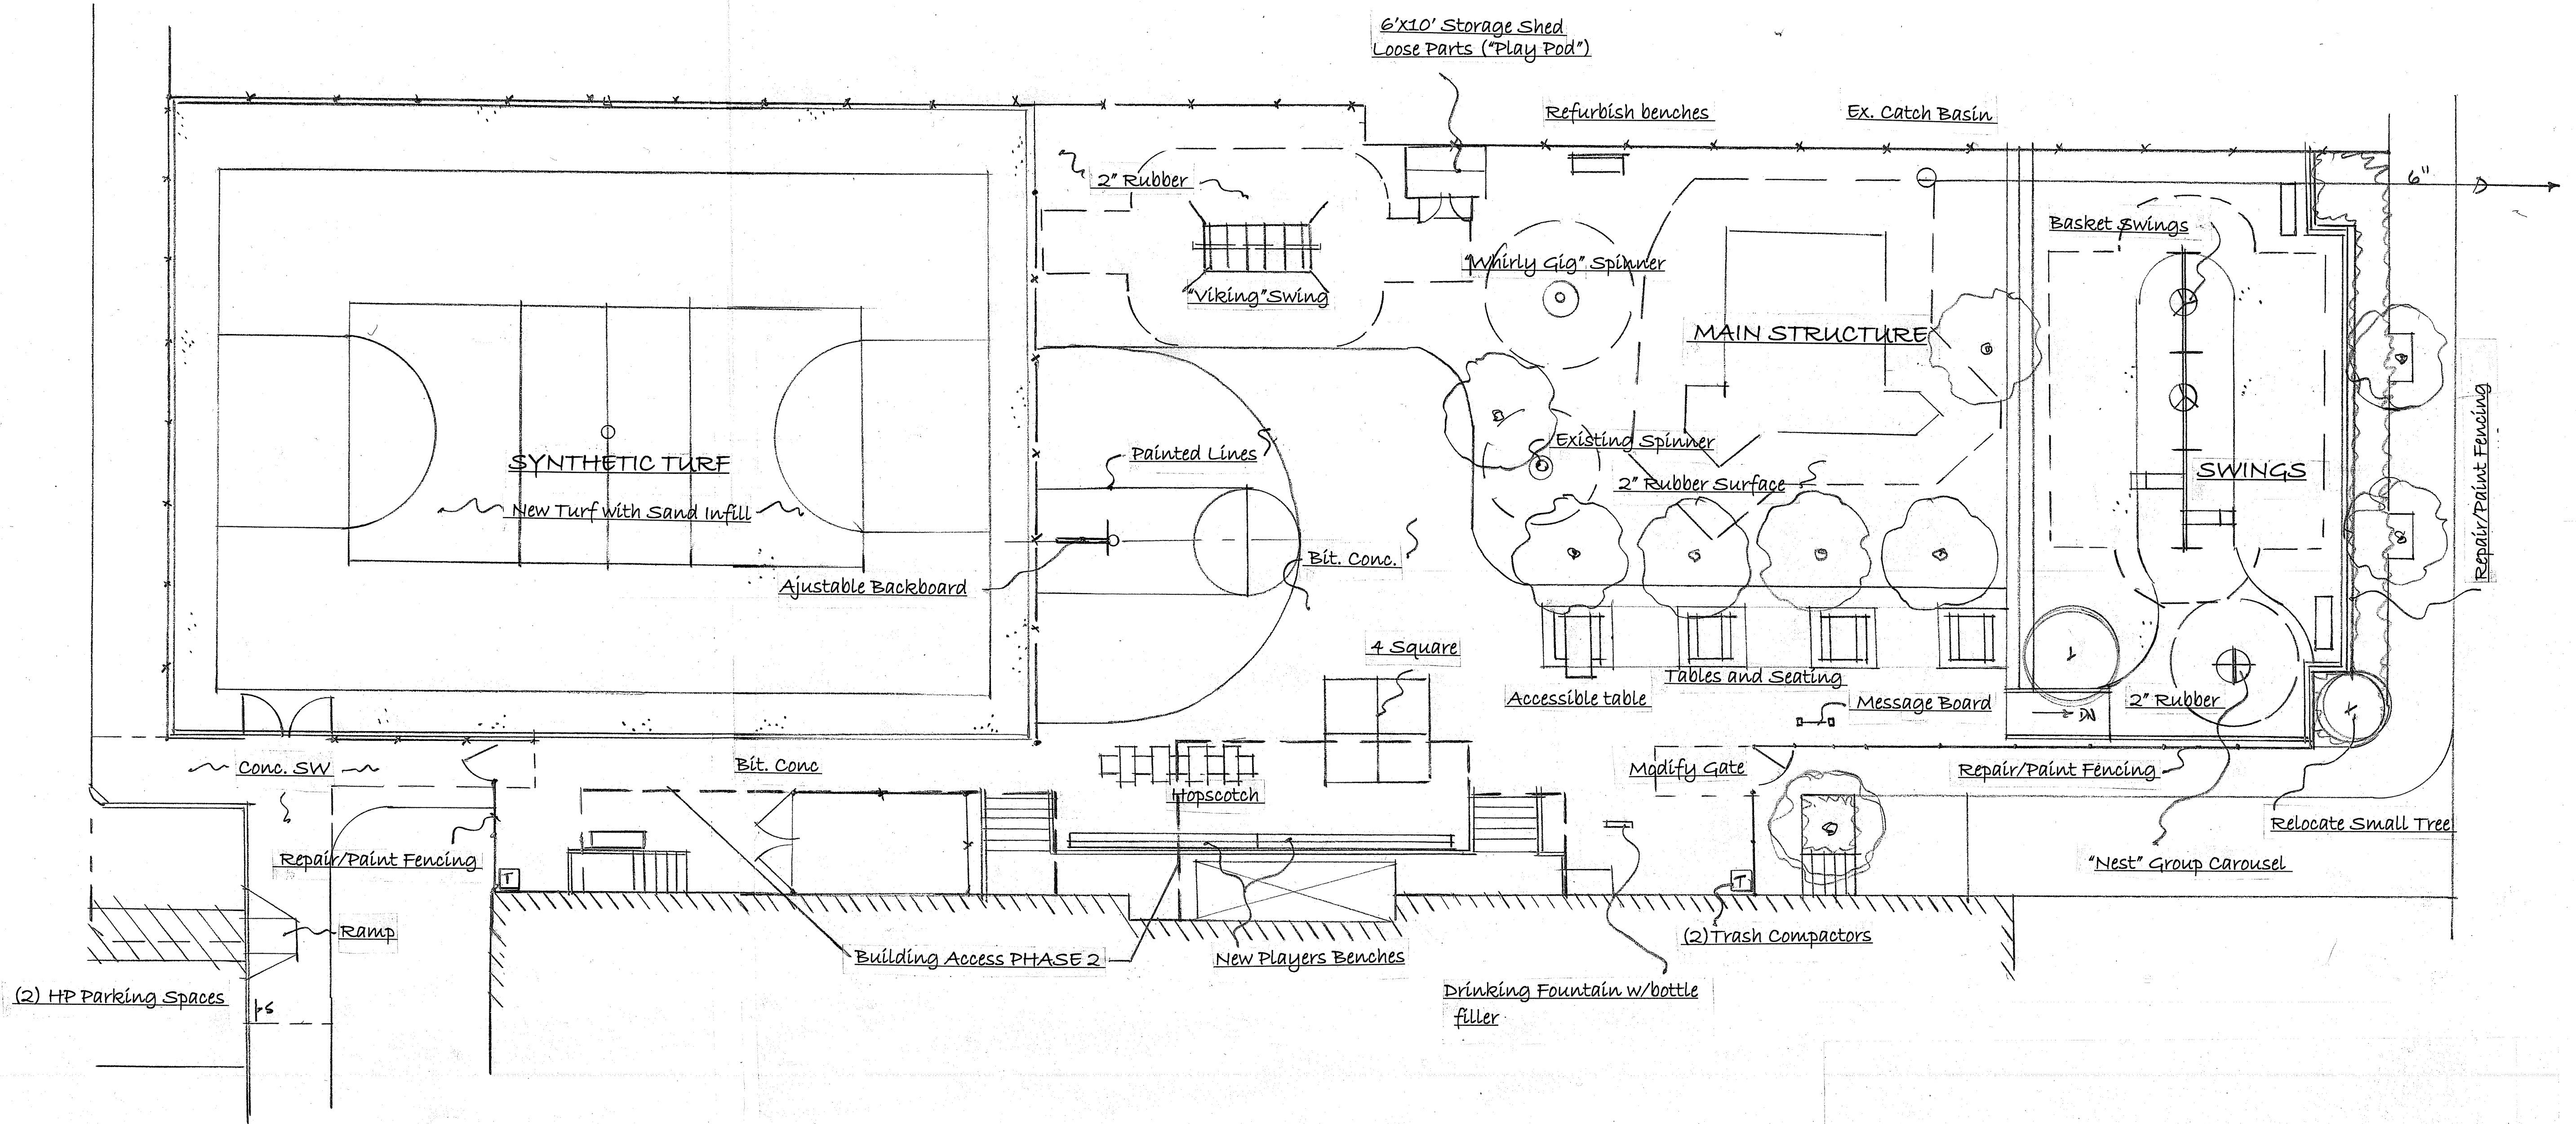 6'X10' Storage Shed
Loose Parts ("Play Pod")
Refurbish benches
Ex. Catch Basin
2" Rubber
6"
D
Basket Swings
"Whirly Gig" Spinner
"Viking" Swing
MAIN STRUCTURE
Repair/Paint Fencing
Existing Spinner
Painted Lines
SYNTHETIC TURF
SWINGS
2" Rubber Surface
New Turf with Sand Infill
Bit. Conc.
Ajustable Backboard
4 Square
Tables and Seating
Accessible table
Message Board
2" Rubber
DN
Conc. SW
Bit. Conc
Modify Gate
Repair/Paint Fencing
Hopscotch
Relocate Small Tree
Repair/Paint Fencing
"Nest" Group Carousel
T
T
Ramp
(2) Trash Compactors
Building Access PHASE 2
New Players Benches
(2) HP Parking Spaces
Drinking Fountain w/bottle
filler
5